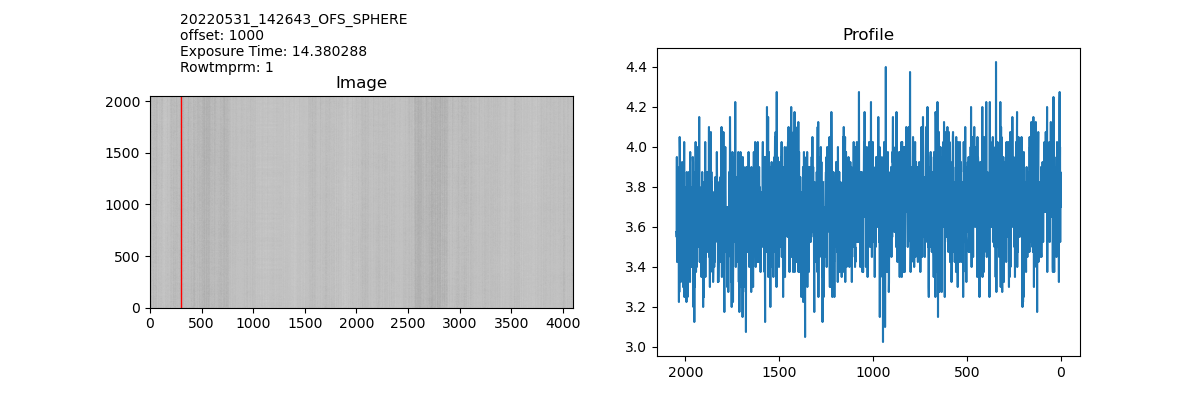 20220531_142643_OFS_SPHERE
offset: 1000
Exposure Time: 14.380288
Rowtmprm: 1
Image
2000
1500
1000
500
0
0 500 1000 1500 2000 2500 3000 3500 4000
Profile
4.4
4.2
4.0
3.8
3.6
3.4
3.2
3.0
2000 1500 1000 500 0